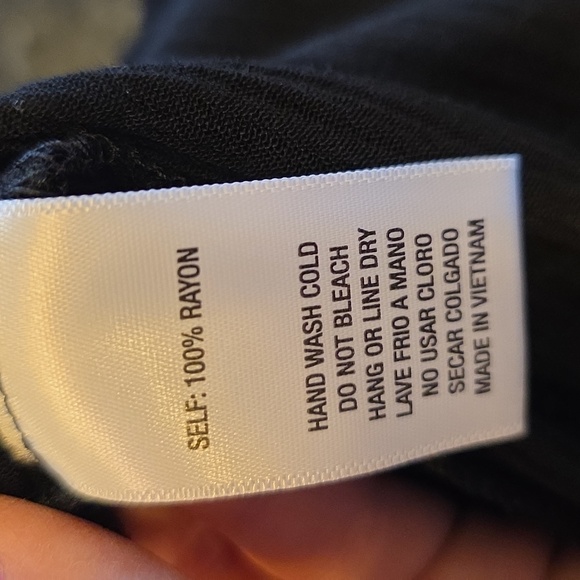 SELF: 100% RAYON
HAND WASH COLD
DO NOT BLEACH
HANG OR LINE DRY
LAVE FRIO A MANO
NO USAR CLORO
SECAR COLGADO
MADE IN VIETNAM